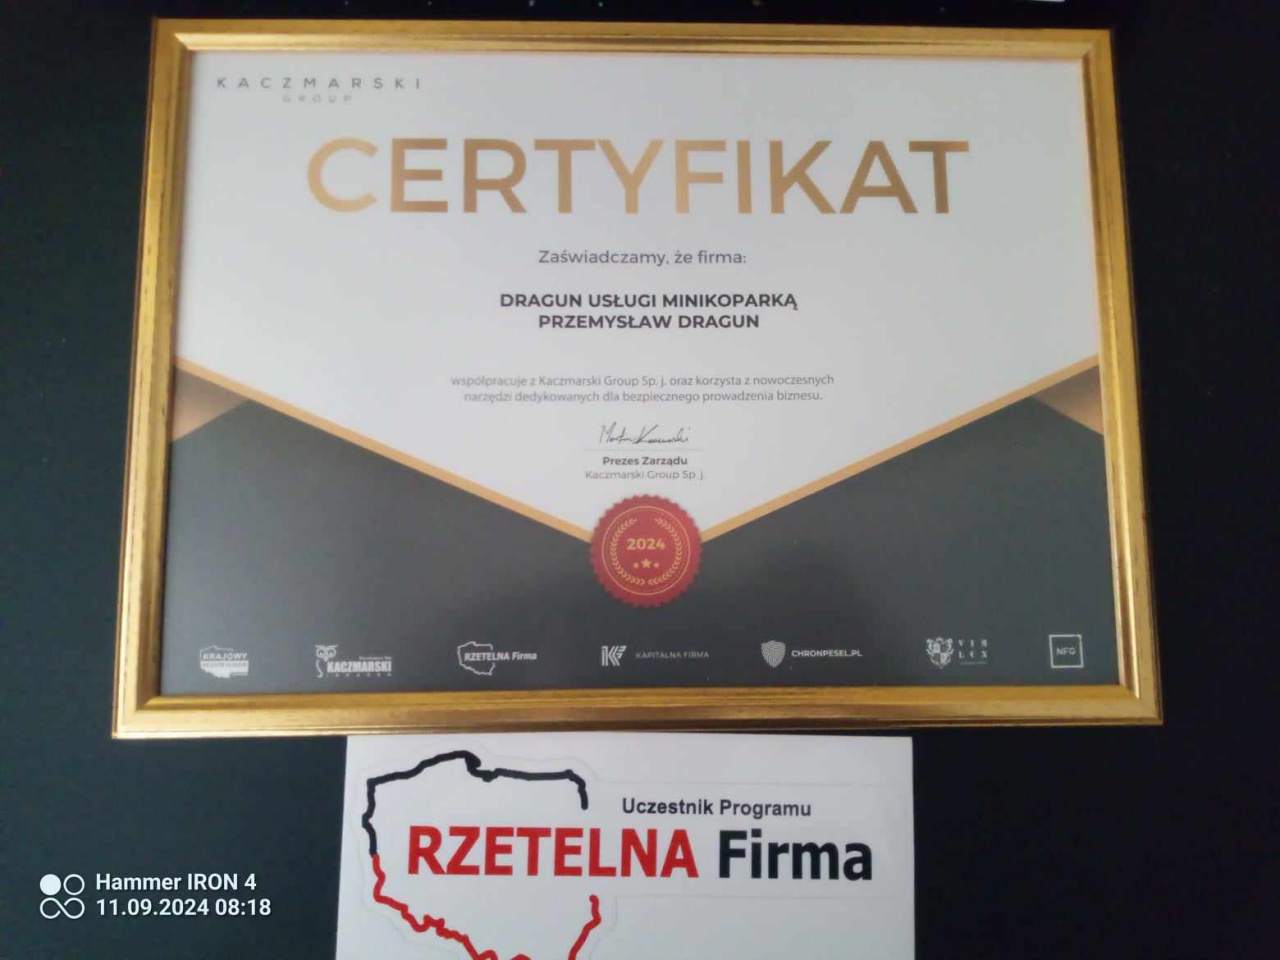 KACZMARSKI
GROUP
CERTYFIKAT
Zaświadczamy, że firma:
DRAGUN USŁUGI MINIKOPARKĄ
PRZEMYSŁAW DRAGUN
współpracuje z Kaczmarski Group Sp. j. oraz korzysta z nowoczesnych
narzędzi dedykowanych dla bezpiecznego prowadzenia biznesu.
Prezes Zarządu
Kaczmarski Group Sp. j.
2024
KRAJOWY
KACZMARSKI
RZETELNA Firma
KAPITALNA FIRMA
CHRONPESEL.PL
VIA
LEX
NFG
Uczestnik Programu
RZETELNA Firma
Hammer IRON 4
11.09.2024 08:18